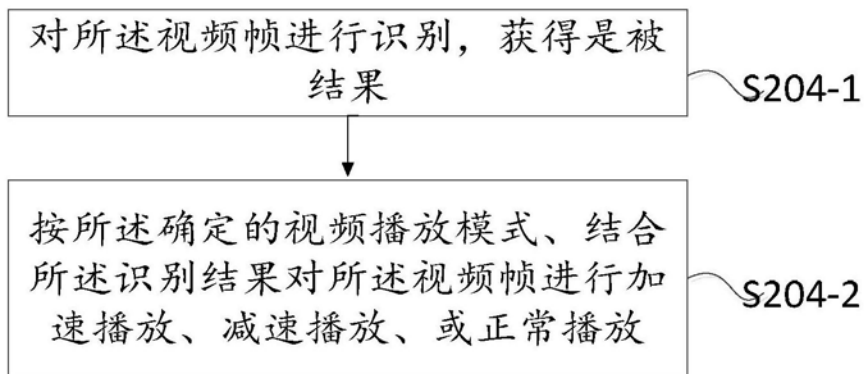 对所述视频帧进行识别，获得是被
结果
S204-1
按所述确定的视频播放模式、结合
所述识别结果对所述视频帧进行加
速播放、减速播放、或正常播放
S204-2